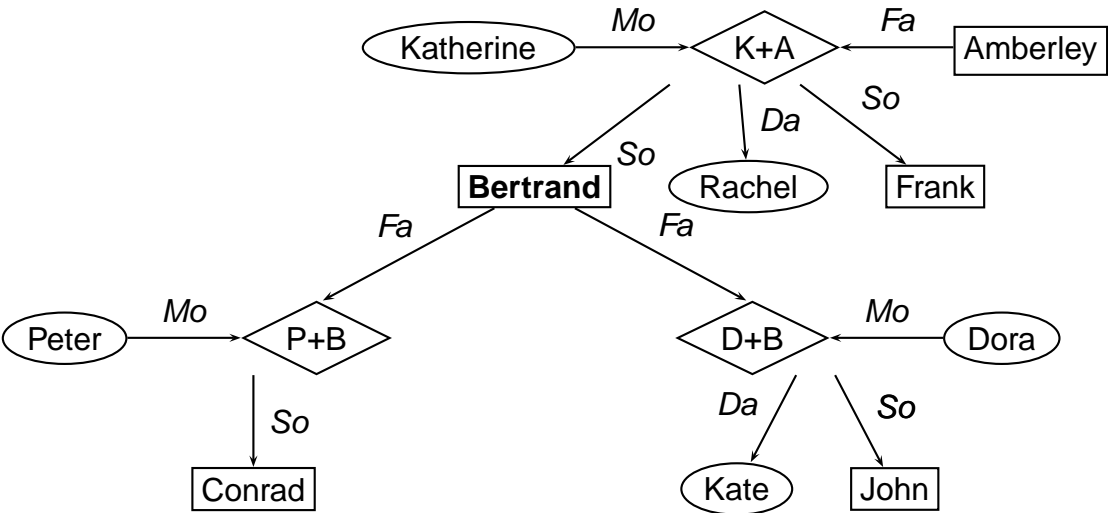 Mo
Fa
Katherine
K+A
Amberley
So
Da
So
Bertrand
Rachel
Frank
Fa
Fa
Mo
Mo
Peter
P+B
D+B
Dora
So
Da
So
Conrad
Kate
John